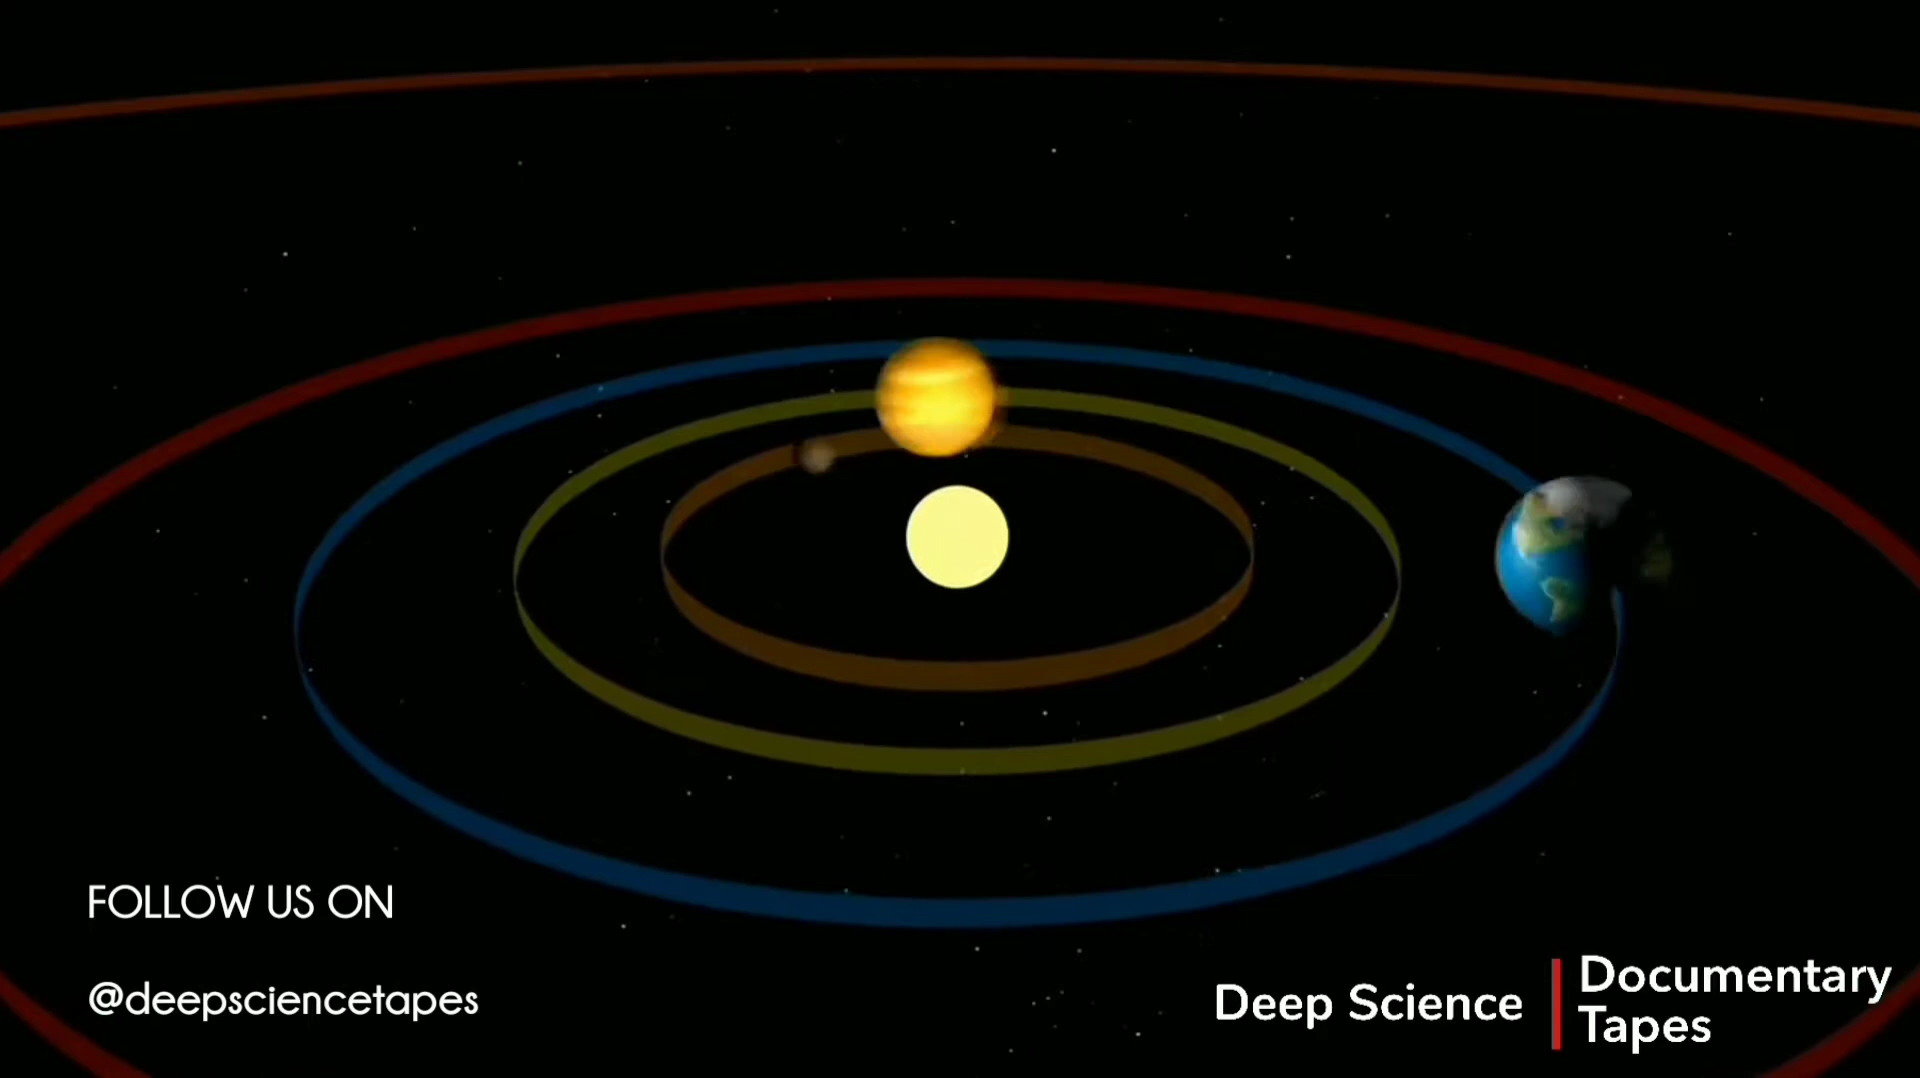 FOLLOW US ON
@deepsciencetapes
Deep Science
Documentary
Tapes